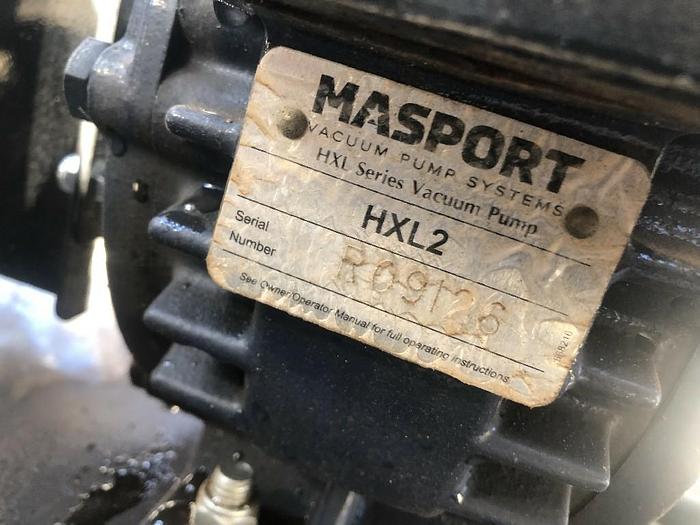 MASPORT
VACUUM PUMP SYSTEMS
HXL Series Vacuum Pump
HXL2
Serial
Number
See Owner/Operator Manual for full operating instructions.